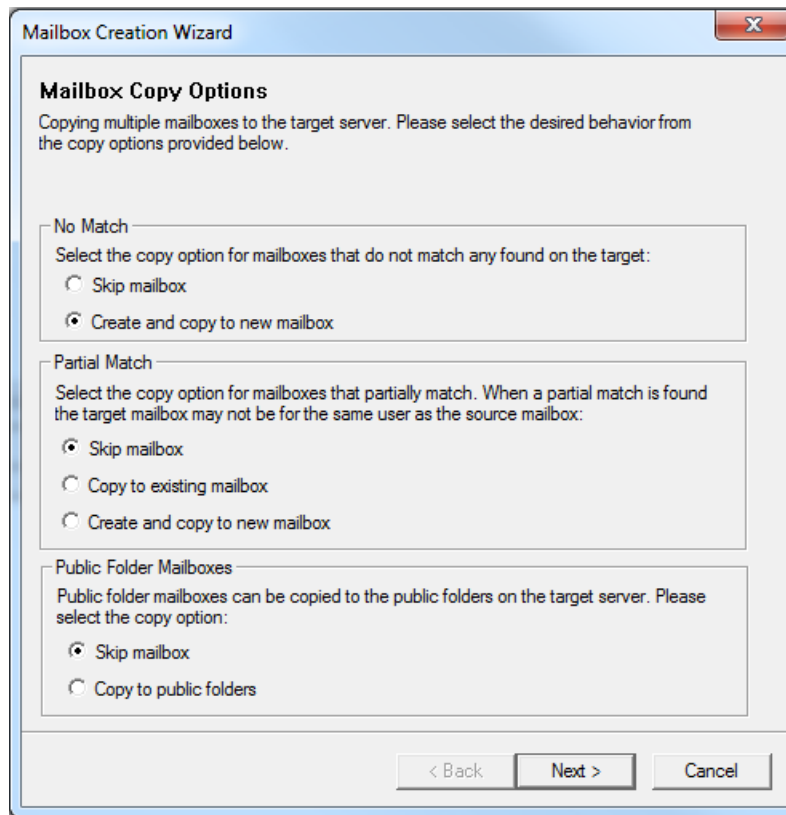 Mailbox Creation Wizard
Mailbox Copy Options
Copying multiple mailboxes to the target server. Please select the desired behavior from
the copy options provided below.
No Match
Select the copy option for mailboxes that do not match any found on the target:
Skip mailbox
Create and copy to new mailbox
Partial Match
Select the copy option for mailboxes that partially match. When a partial match is found
the target mailbox may not be for the same user as the source mailbox:
Skip mailbox
Copy to existing mailbox
Create and copy to new mailbox
Public Folder Mailboxes
Public folder mailboxes can be copied to the public folders on the target server. Please
select the copy option:
Skip mailbox
Copy to public folders
< Back Next > Cancel